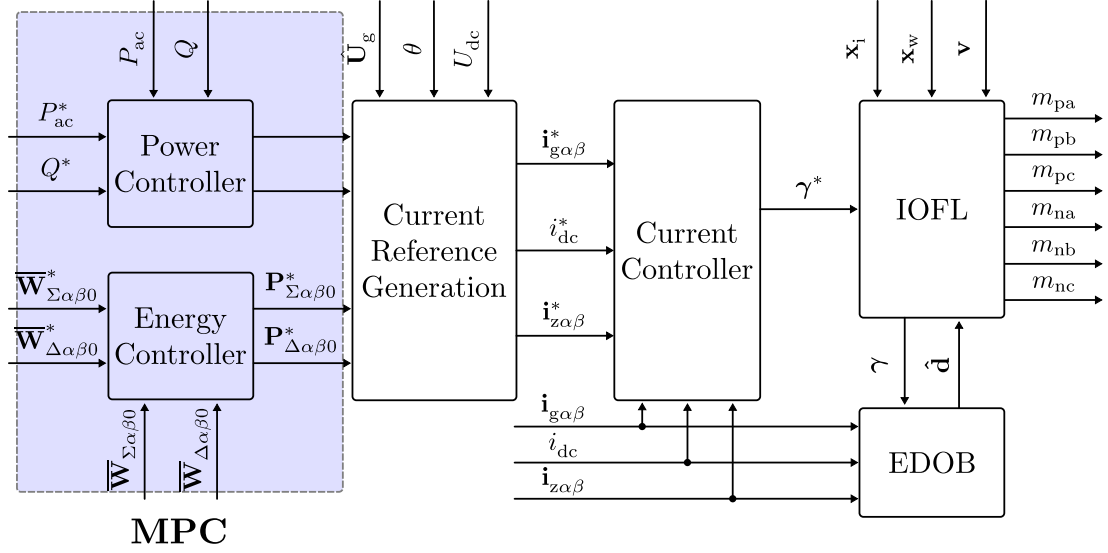 P_ac
Q
Û_g
θ
U_dc
x_i
x_w
v
P*_ac
Q*
Power
Controller
m_pa
m_pb
m_pc
m_na
m_nb
m_nc
i*_gαβ
i*_dc
i*_zαβ
γ*
IOFL
Current
Reference
Generation
Current
Controller
W̅*_Σαβ0
W̅*_Δαβ0
Energy
Controller
P*_Σαβ0
P*_Δαβ0
γ
d̂
i_gαβ
i_dc
i_zαβ
EDOB
W̅_Σαβ0
W̅_Δαβ0
MPC